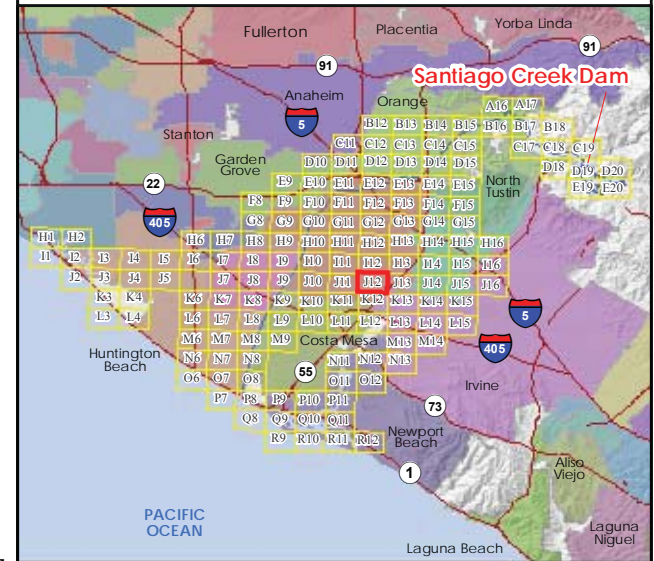 Fullerton
Placentia
Yorba Linda
91
91
Santiago Creek Dam
Anaheim
Orange
A16 A17
5
B12 B13 B14 B15 B16 B17 B18
Stanton
C11 C12 C13 C14 C15 C17 C18 C19
Garden
Grove
D10 D11 D12 D13 D14 D15 D18 D19 D20
22
E9 E10 E11 E12 E13 E14 E15 E19 E20
North
Tustin
F8 F9 F10 F11 F12 F13 F14 F15
405
G8 G9 G10 G11 G12 G13 G14 G15
H1 H2 H6 H7 H8 H9 H10 H11 H12 H13 H14 H15 H16
I1 I2 I3 I4 I5 I6 I7 I8 I9 I10 I11 I12 I13 I14 I15 I16
J2 J3 J4 J5 J7 J8 J9 J10 J11 J12 J13 J14 J15 J16
K3 K4 K6 K7 K8 K9 K10 K11 K12 K13 K14 K15
5
L3 L4 L6 L7 L8 L9 L10 L11 L12 L13 L14 L15
M6 M7 M8 M9 Costa Mesa M13 M14
405
Huntington
Beach
N6 N7 N8 N11 N12 N13
55
O6 O7 O8 O11 O12
Irvine
P7 P8 P9 P10 P11
73
Q8 Q9 Q10 Q11
Newport
Beach
R9 R10 R11 R12
1
Aliso
Viejo
PACIFIC
OCEAN
Laguna
Niguel
Laguna Beach